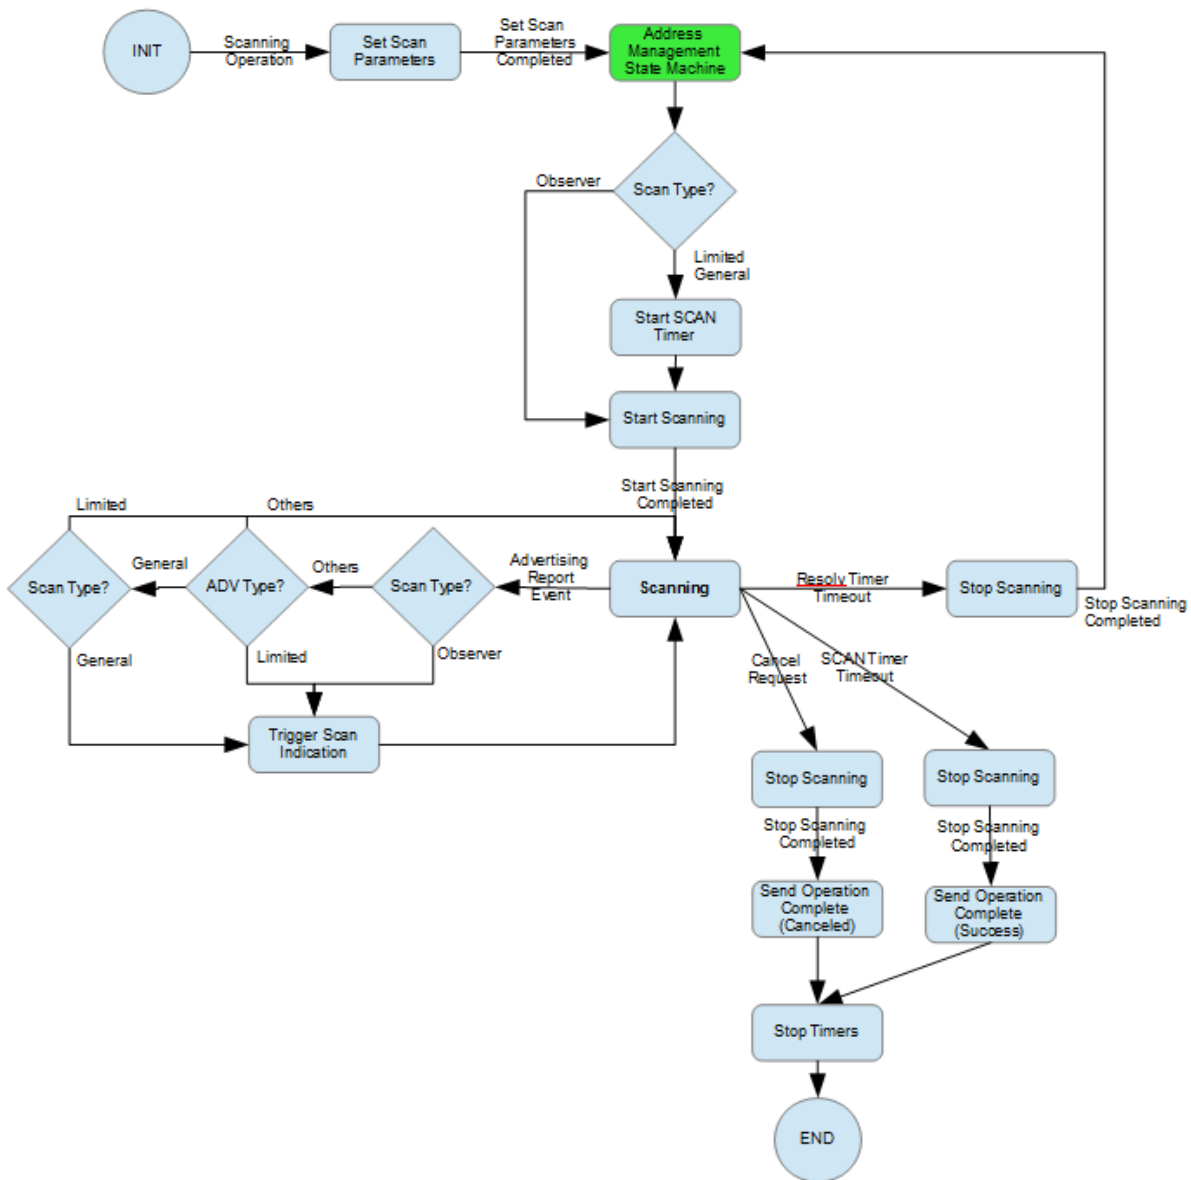 INIT
Scanning
Operation
Set Scan
Parameters
Set Scan
Parameters
Completed
Address
Management
State Machine
Observer
Scan Type?
Limited
General
Start SCAN
Timer
Start Scanning
Start Scanning
Completed
Limited
Others
Scan Type?
General
ADV Type?
Others
Scan Type?
Advertising
Report
Event
Scanning
Resolv Timer
Timeout
Stop Scanning
Stop Scanning
Completed
General
Limited
Observer
Cancel
Request
SCAN Timer
Timeout
Trigger Scan
Indication
Stop Scanning
Stop Scanning
Stop Scanning
Completed
Stop Scanning
Completed
Send Operation
Complete
(Canceled)
Send Operation
Complete
(Success)
Stop Timers
END